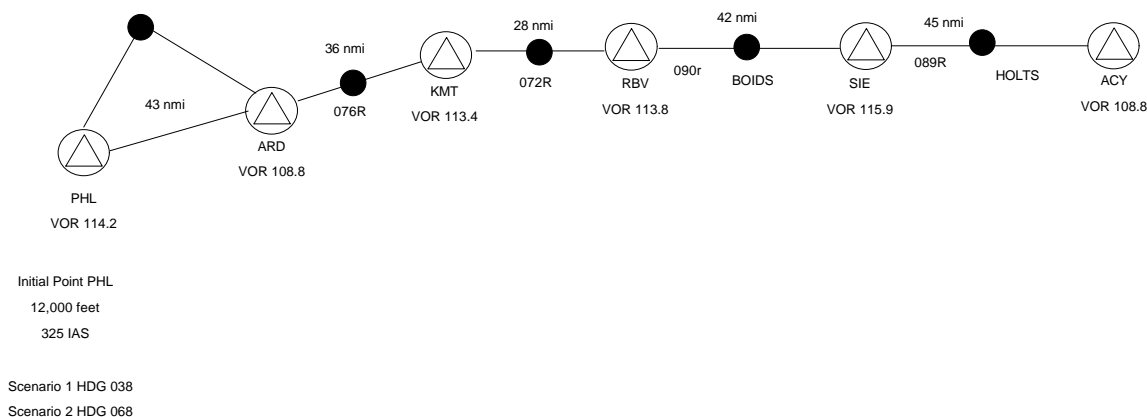 42 nmi
45 nmi
28 nmi
36 nmi
090r
BOIDS
089R
HOLTS
072R
RBV
SIE
ACY
KMT
VOR 113.8
VOR 115.9
VOR 108.8
43 nmi
076R
VOR 113.4
ARD
VOR 108.8
PHL
VOR 114.2
Initial Point PHL
12,000 feet
325 IAS
Scenario 1 HDG 038
Scenario 2 HDG 068